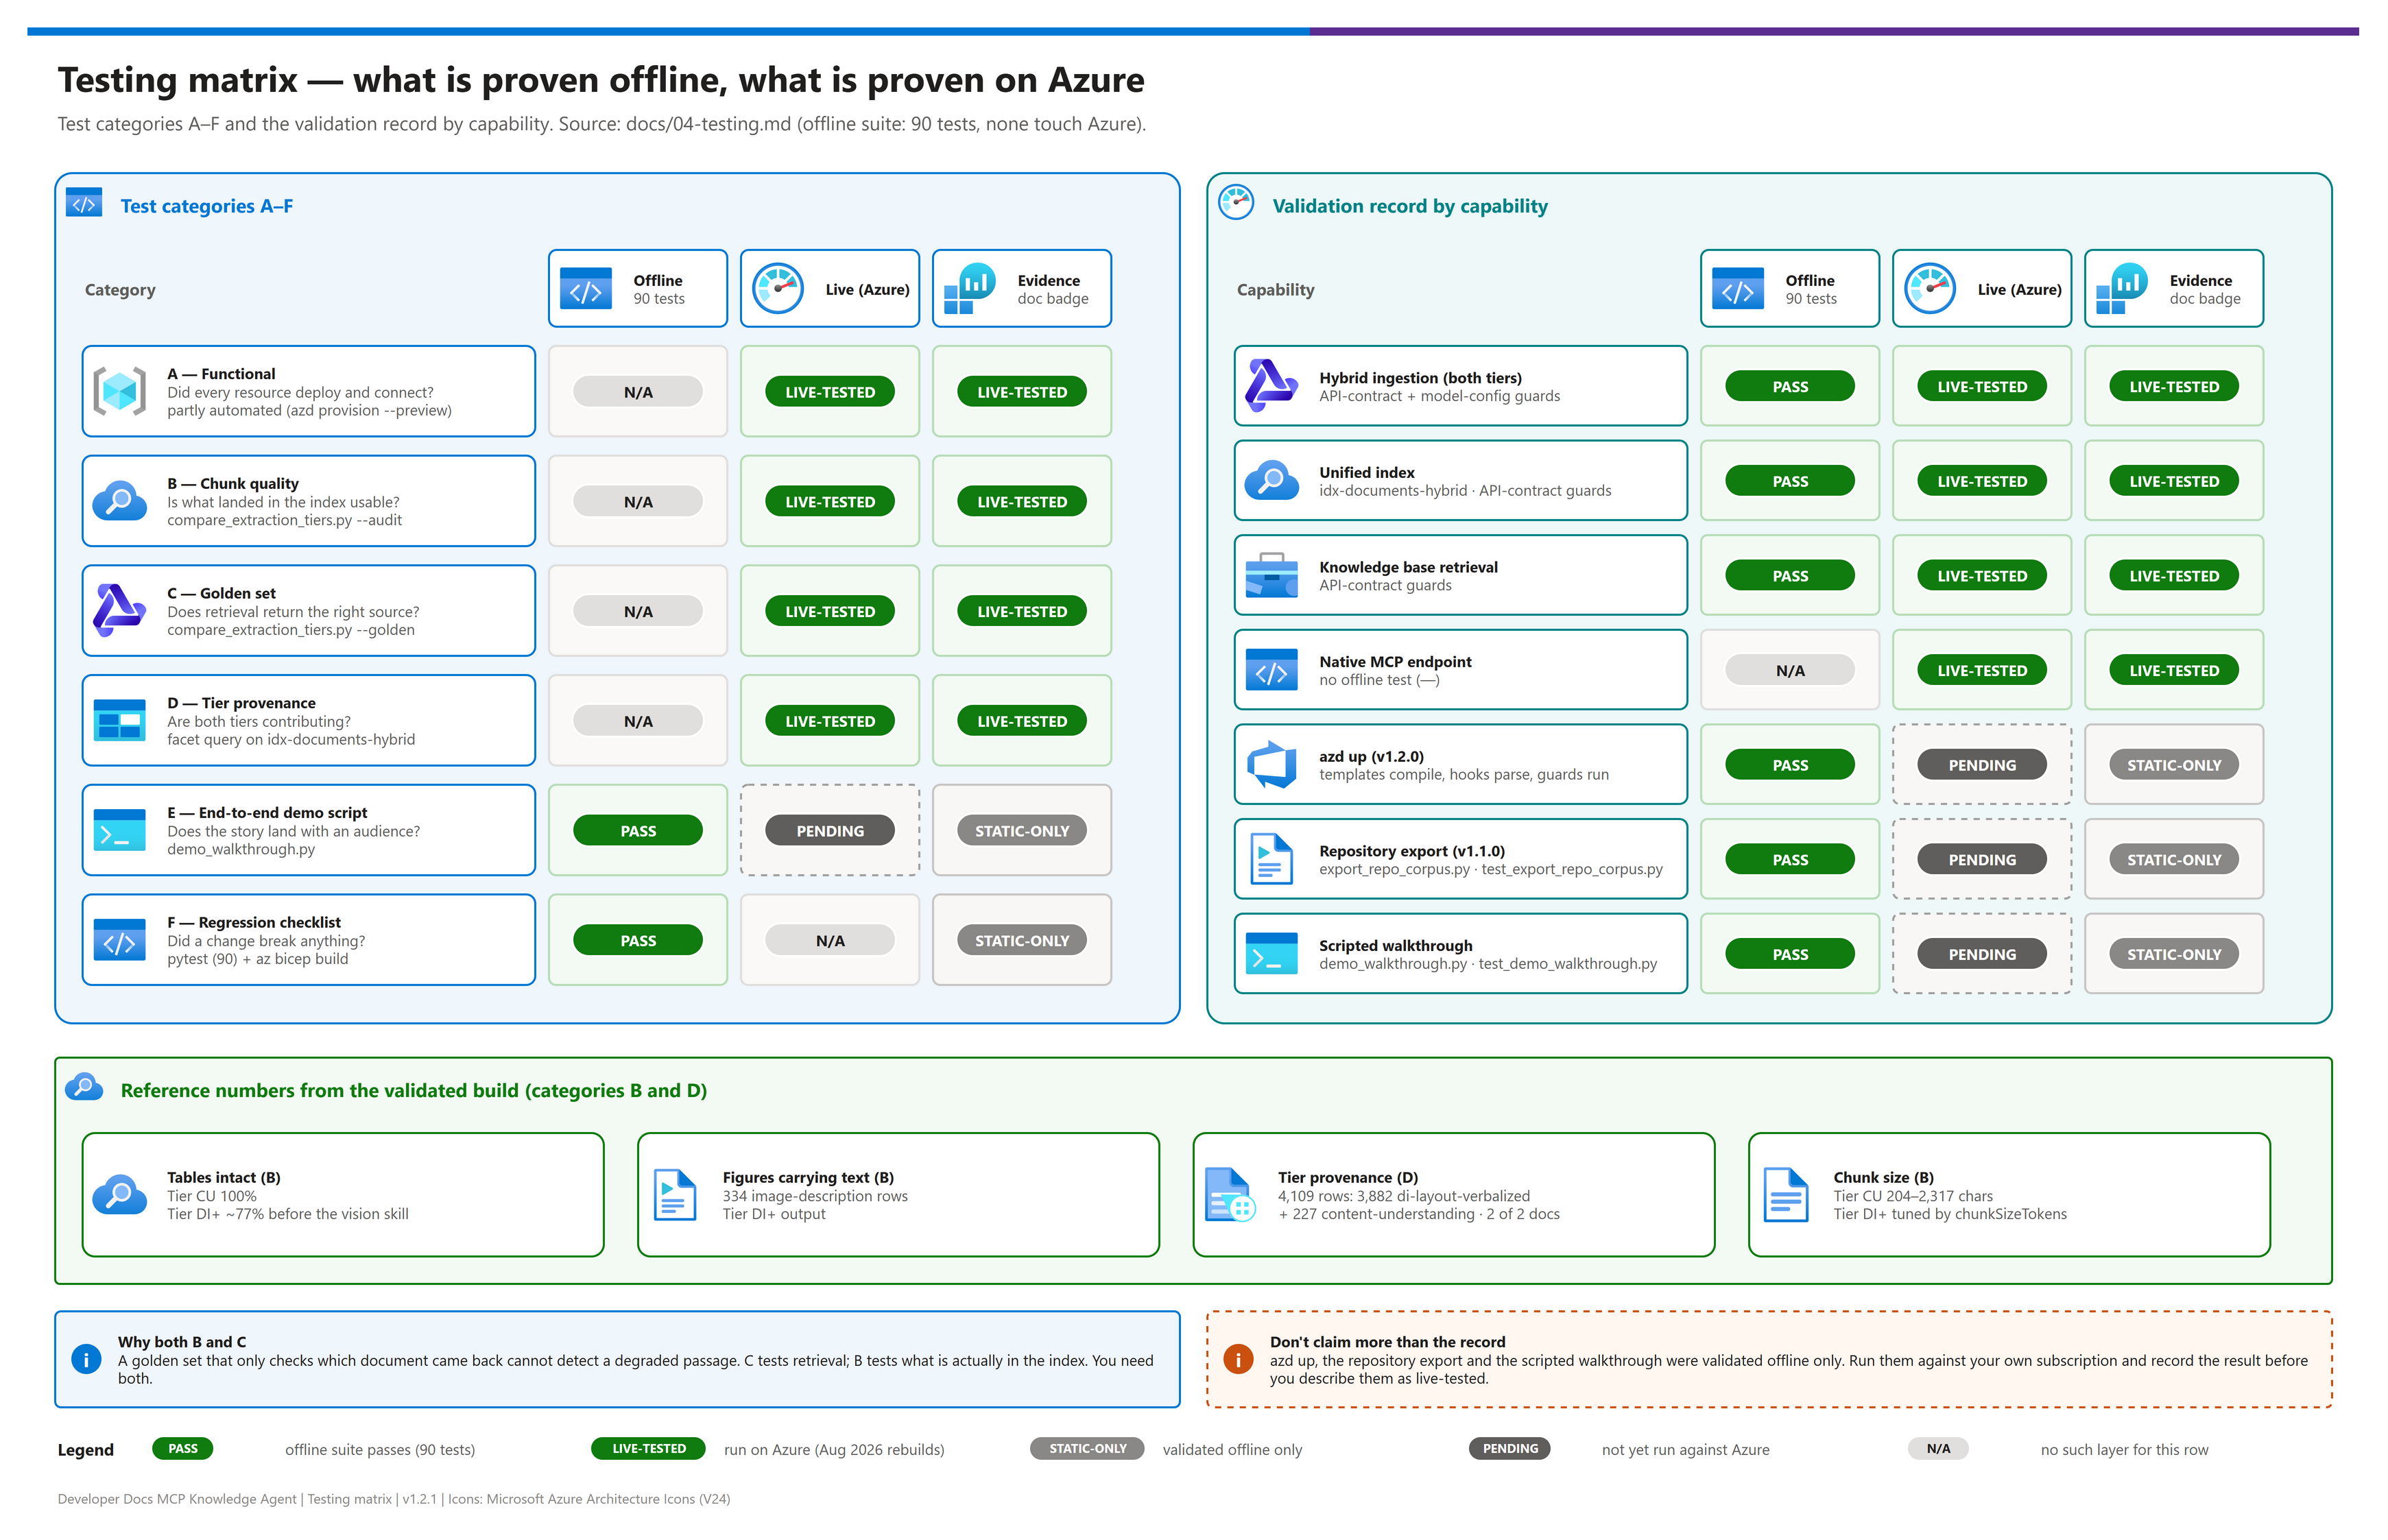 Testing matrix — what is proven offline, what is proven on Azure
Test categories A–F and the validation record by capability. Source: docs/04-testing.md (offline suite: 90 tests, none touch Azure).
Test categories A–F
Category
Offline
90 tests
Live (Azure)
Evidence
doc badge
A — Functional
Did every resource deploy and connect?
partly automated (azd provision --preview)
N/A
LIVE-TESTED
LIVE-TESTED
B — Chunk quality
Is what landed in the index usable?
compare_extraction_tiers.py --audit
N/A
LIVE-TESTED
LIVE-TESTED
C — Golden set
Does retrieval return the right source?
compare_extraction_tiers.py --golden
N/A
LIVE-TESTED
LIVE-TESTED
D — Tier provenance
Are both tiers contributing?
facet query on idx-documents-hybrid
N/A
LIVE-TESTED
LIVE-TESTED
E — End-to-end demo script
Does the story land with an audience?
demo_walkthrough.py
PASS
PENDING
STATIC-ONLY
F — Regression checklist
Did a change break anything?
pytest (90) + az bicep build
PASS
N/A
STATIC-ONLY
Validation record by capability
Capability
Offline
90 tests
Live (Azure)
Evidence
doc badge
Hybrid ingestion (both tiers)
API-contract + model-config guards
PASS
LIVE-TESTED
LIVE-TESTED
Unified index
idx-documents-hybrid · API-contract guards
PASS
LIVE-TESTED
LIVE-TESTED
Knowledge base retrieval
API-contract guards
PASS
LIVE-TESTED
LIVE-TESTED
Native MCP endpoint
no offline test (—)
N/A
LIVE-TESTED
LIVE-TESTED
azd up (v1.2.0)
templates compile, hooks parse, guards run
PASS
PENDING
STATIC-ONLY
Repository export (v1.1.0)
export_repo_corpus.py · test_export_repo_corpus.py
PASS
PENDING
STATIC-ONLY
Scripted walkthrough
demo_walkthrough.py · test_demo_walkthrough.py
PASS
PENDING
STATIC-ONLY
Reference numbers from the validated build (categories B and D)
Tables intact (B)
Tier CU 100%
Tier DI+ ~77% before the vision skill
Figures carrying text (B)
334 image-description rows
Tier DI+ output
Tier provenance (D)
4,109 rows: 3,882 di-layout-verbalized
+ 227 content-understanding · 2 of 2 docs
Chunk size (B)
Tier CU 204–2,317 chars
Tier DI+ tuned by chunkSizeTokens
Why both B and C
A golden set that only checks which document came back cannot detect a degraded passage. C tests retrieval; B tests what is actually in the index. You need
both.
Don't claim more than the record
azd up, the repository export and the scripted walkthrough were validated offline only. Run them against your own subscription and record the result before
you describe them as live-tested.
Legend
PASS
offline suite passes (90 tests)
LIVE-TESTED
run on Azure (Aug 2026 rebuilds)
STATIC-ONLY
validated offline only
PENDING
not yet run against Azure
N/A
no such layer for this row
Developer Docs MCP Knowledge Agent | Testing matrix | v1.2.1 | Icons: Microsoft Azure Architecture Icons (V24)